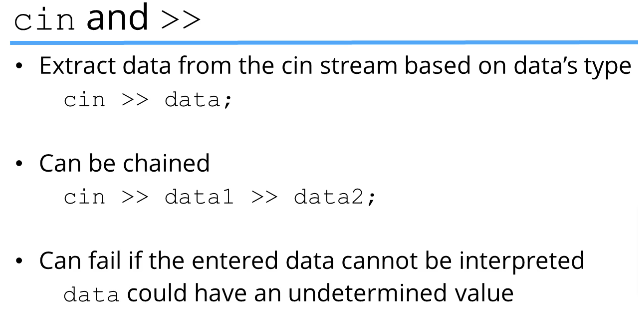 cin and >>
• Extract data from the cin stream based on data’s type
cin >> data;
• Can be chained
cin >> data1 >> data2;
• Can fail if the entered data cannot be interpreted
data could have an undetermined value